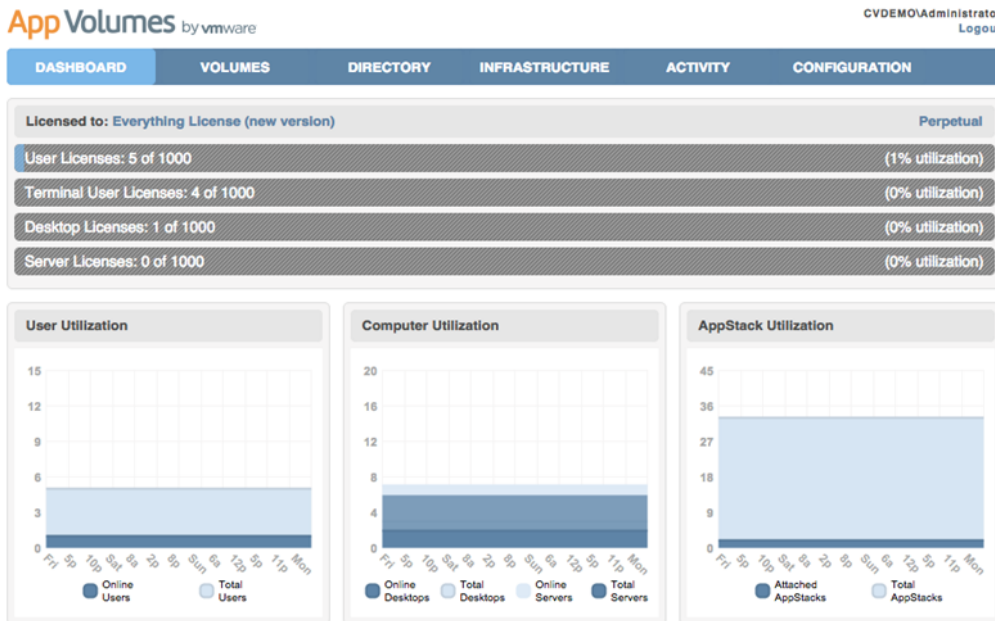 App Volumes by vmware
CVDEMO\Administrato
Logou
DASHBOARD VOLUMES DIRECTORY INFRASTRUCTURE ACTIVITY CONFIGURATION
Licensed to: Everything License (new version) Perpetual
User Licenses: 5 of 1000 (1% utilization)
Terminal User Licenses: 4 of 1000 (0% utilization)
Desktop Licenses: 1 of 1000 (0% utilization)
Server Licenses: 0 of 1000 (0% utilization)
User Utilization
15
12
9
6
3
0
Fri 5p 10p Sat 8a 2p 8p Sun 6a 12p 5p 11p Mon
Online Users
Total Users
Computer Utilization
20
16
12
8
4
0
Fri 5p 10p Sat 8a 2p 8p Sun 6a 12p 5p 11p Mon
Online Desktops
Total Desktops
Online Servers
Total Servers
AppStack Utilization
45
36
27
18
9
0
Fri 5p 10p Sat 8a 2p 8p Sun 6a 12p 5p 11p Mon
Attached AppStacks
Total AppStacks